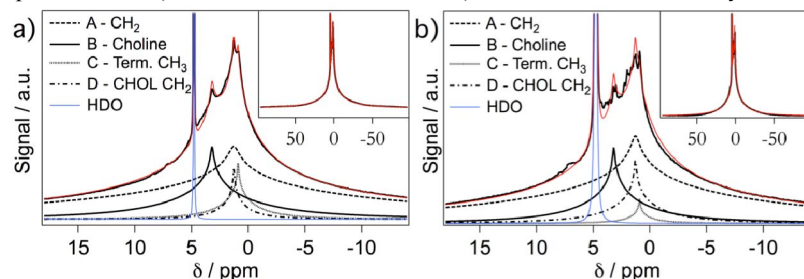 a)
A - CH₂
B - Choline
C - Term. CH₃
D - CHOL CH₂
HDO
50 0 -50
Signal / a.u.
15 10 5 0 -5 -10
δ / ppm
b)
A - CH₂
B - Choline
C - Term. CH₃
D - CHOL CH₂
HDO
50 0 -50
Signal / a.u.
15 10 5 0 -5 -10
δ / ppm